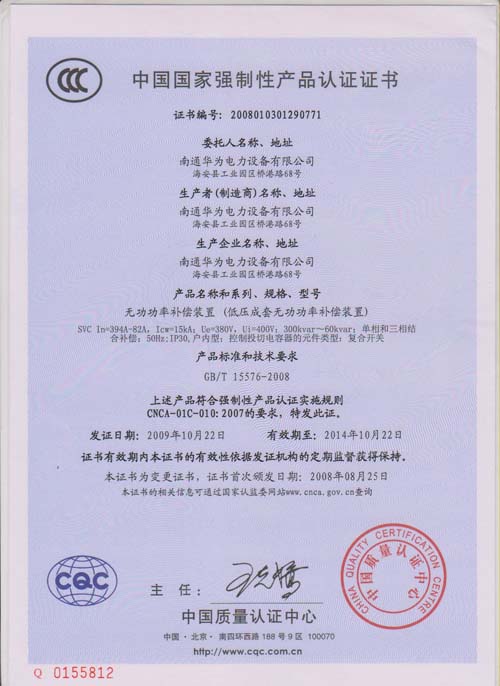 中国国家强制性产品认证证书
证书编号：2008010301290771
委托人名称、地址
南通华为电力设备有限公司
海安县工业园区桥港路68号
生产者(制造商)名称、地址
南通华为电力设备有限公司
海安县工业园区桥港路68号
生产企业名称、地址
南通华为电力设备有限公司
海安县工业园区桥港路68号
产品名称和系列、规格、型号
无功功率补偿装置（低压成套无功功率补偿装置）
SVC In=394A-82A, Icw=15kA; Ue=380V, Ui=400V; 300kvar～60kvar; 单相和三相结
合补偿; 50Hz;IP30,户内型; 控制投切电容器的元件类型: 复合开关
产品标准和技术要求
GB/T 15576-2008
上述产品符合强制性产品认证实施规则
CNCA-01C-010:2007的要求，特发此证。
发证日期：2009年10月22日 有效期至：2014年10月22日
证书有效期内本证书的有效性依据发证机构的定期监督获得保持。
本证书为变更证书，证书首次颁发日期：2008年08月25日
本证书的相关信息可通过国家认监委网站www.cnca.gov.cn查询
CQC
主任：
CHINA QUALITY CERTIFICATION CENTRE
中国质量认证中心
中国质量认证中心
中国·北京·南四环西路188号9区 100070
http://www.cqc.com.cn
Q 0155812